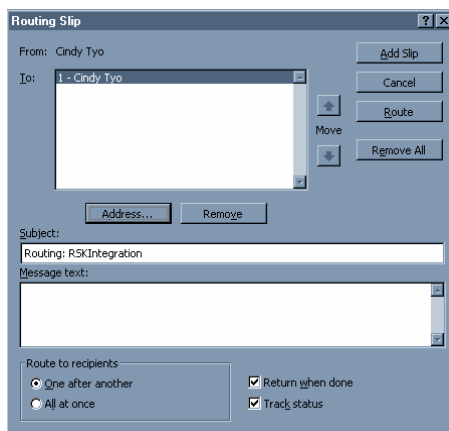 Routing Slip
From: Cindy Tyo
To:
1 - Cindy Tyo
Add Slip
Cancel
Route
Move
Remove All
Address...
Remove
Subject:
Routing: RSKIntegration
Message text:
Route to recipients
One after another
All at once
Return when done
Track status